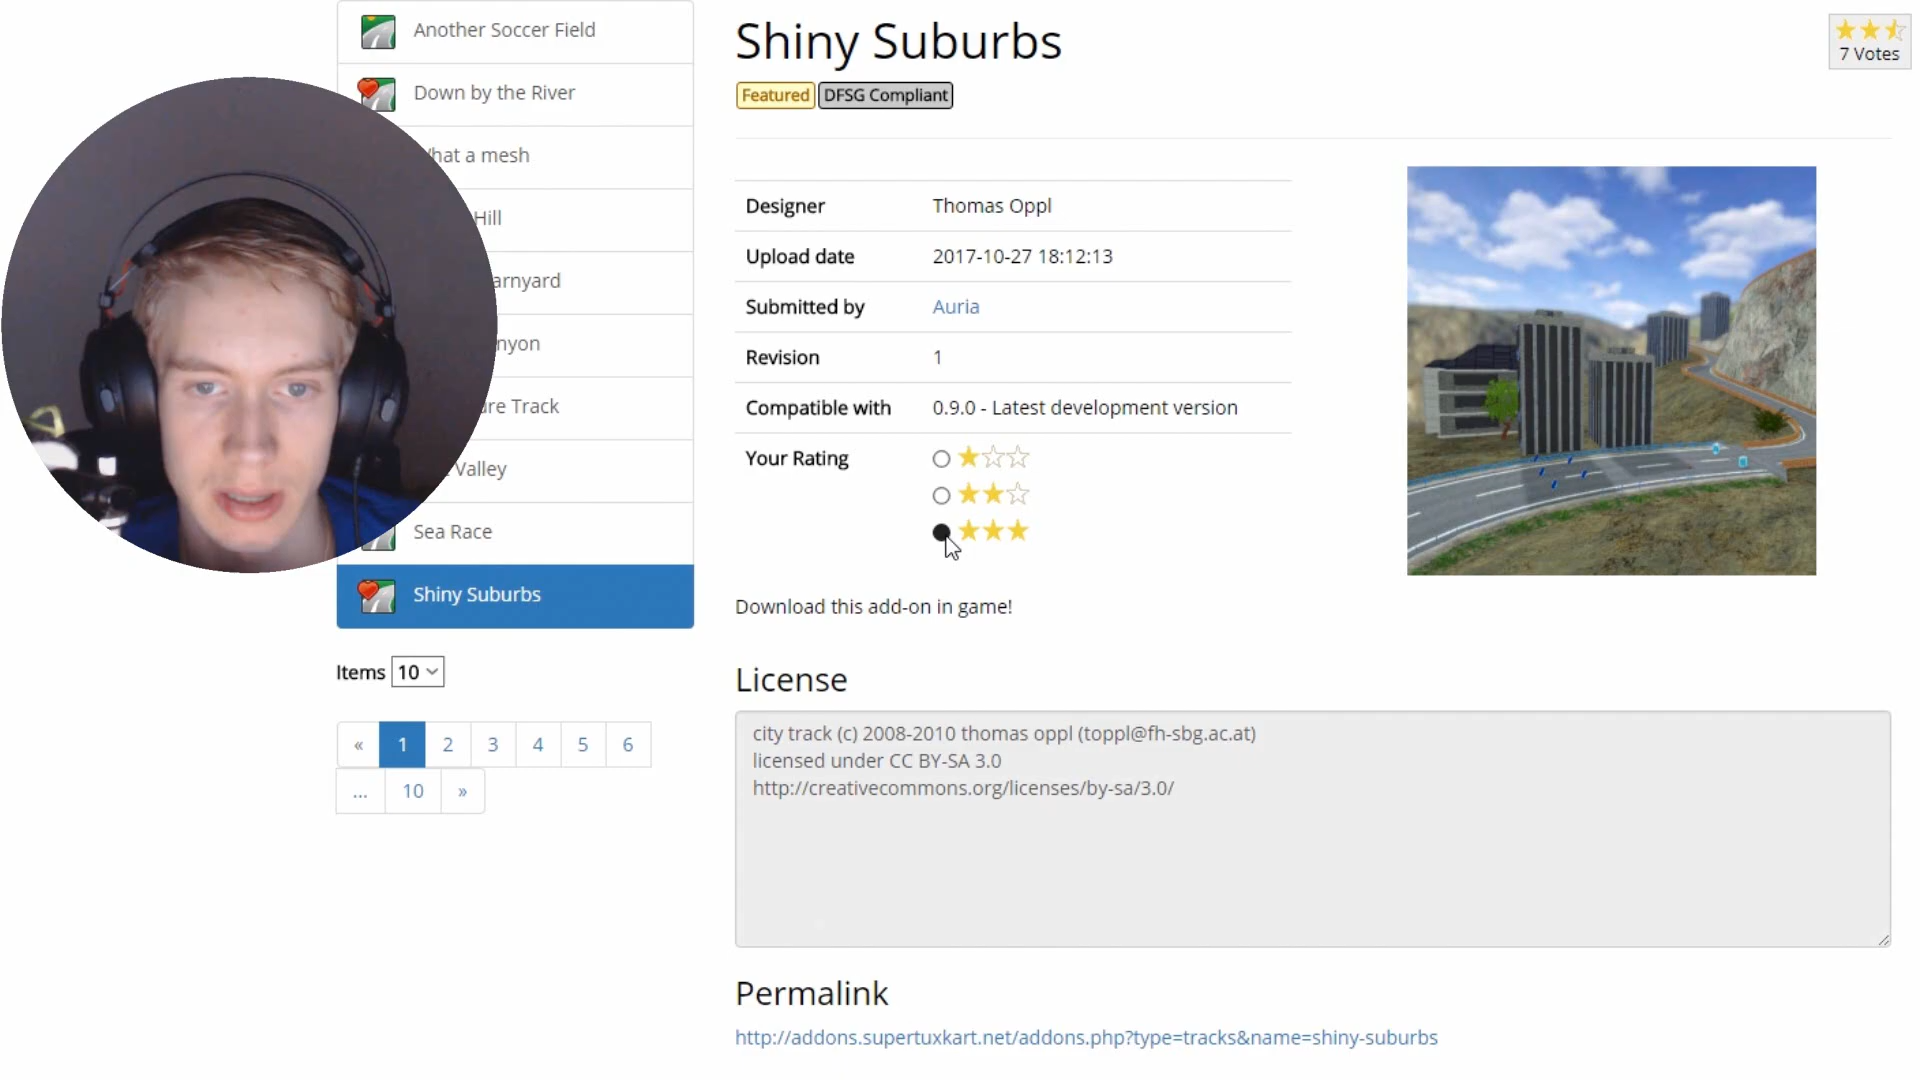 Another Soccer Field
Down by the River
hat a mesh
Hill
arnyard
nyon
re Track
Valley
Sea Race
Shiny Suburbs
Items 10
« 1 2 3 4 5 6
... 10 »
Shiny Suburbs
Featured DFSG Compliant
7 Votes
Designer Thomas Oppl
Upload date 2017-10-27 18:12:13
Submitted by Auria
Revision 1
Compatible with 0.9.0 - Latest development version
Your Rating
Download this add-on in game!
License
city track (c) 2008-2010 thomas oppl (toppl@fh-sbg.ac.at)
licensed under CC BY-SA 3.0
http://creativecommons.org/licenses/by-sa/3.0/
Permalink
http://addons.supertuxkart.net/addons.php?type=tracks&name=shiny-suburbs